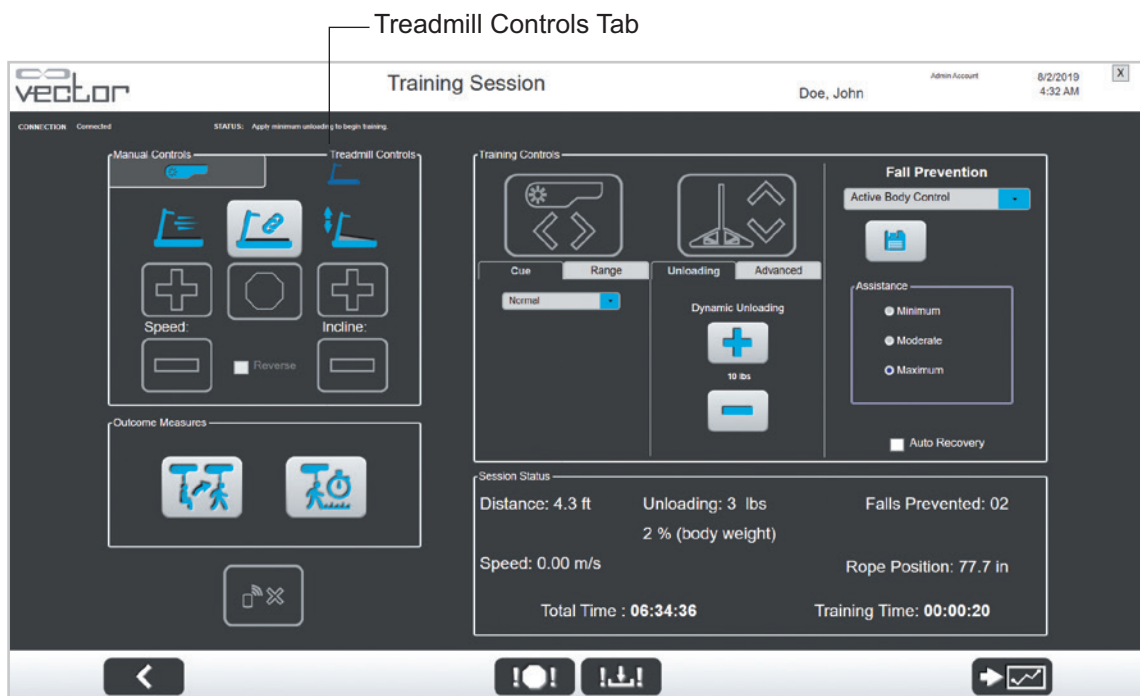 Treadmill Controls Tab
vector
Training Session
Doe, John
Admin Account
8/2/2019
4:32 AM
X
CONNECTION Connected
STATUS: Apply minimum unloading to begin training.
Manual Controls
Treadmill Controls
Speed:
Incline:
Reverse
Outcome Measures
Training Controls
Cue
Range
Normal
Unloading
Advanced
Dynamic Unloading
10 lbs
Fall Prevention
Active Body Control
Assistance
Minimum
Moderate
Maximum
Auto Recovery
Session Status
Distance: 4.3 ft
Unloading: 3 lbs
Falls Prevented: 02
2 % (body weight)
Speed: 0.00 m/s
Rope Position: 77.7 in
Total Time : 06:34:36
Training Time: 00:00:20
! !
! !